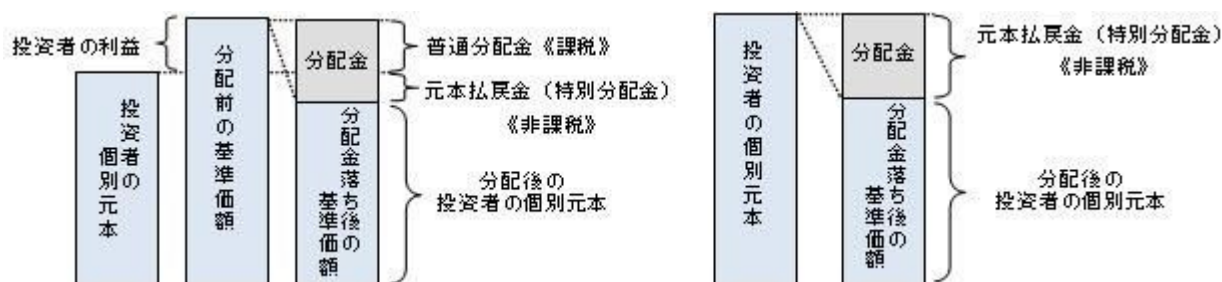 投資者の利益
投資者の
個別元本
分配前の基準価額
分配金
分配金落ち後の
基準価額
普通分配金《課税》
元本払戻金（特別分配金）
《非課税》
分配後の
投資者の個別元本
投資者の個別元本
分配金
分配金落ち後の
基準価額
元本払戻金（特別分配金）
《非課税》
分配後の
投資者の個別元本